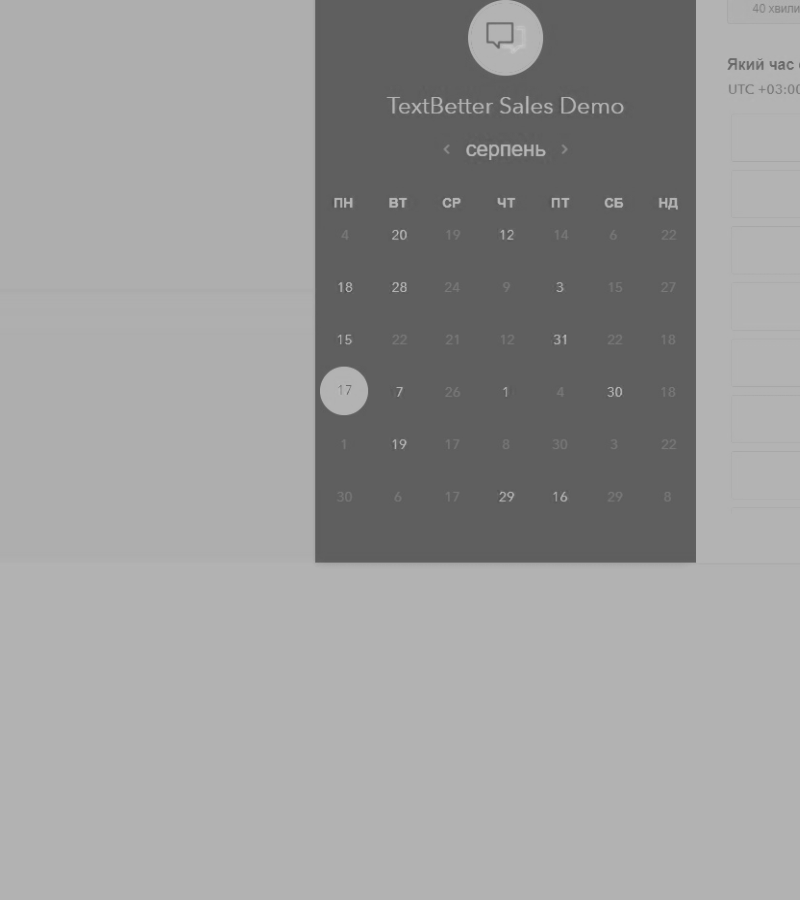 40 хвили
TextBetter Sales Demo
‹ серпень ›
ПН ВТ СР ЧТ ПТ СБ НД
4 20 19 12 14 6 22
18 28 24 9 3 15 27
15 22 21 12 31 22 18
17 7 26 1 4 30 18
1 19 17 8 30 3 22
30 6 17 29 16 29 8
Який час
UTC +03:00